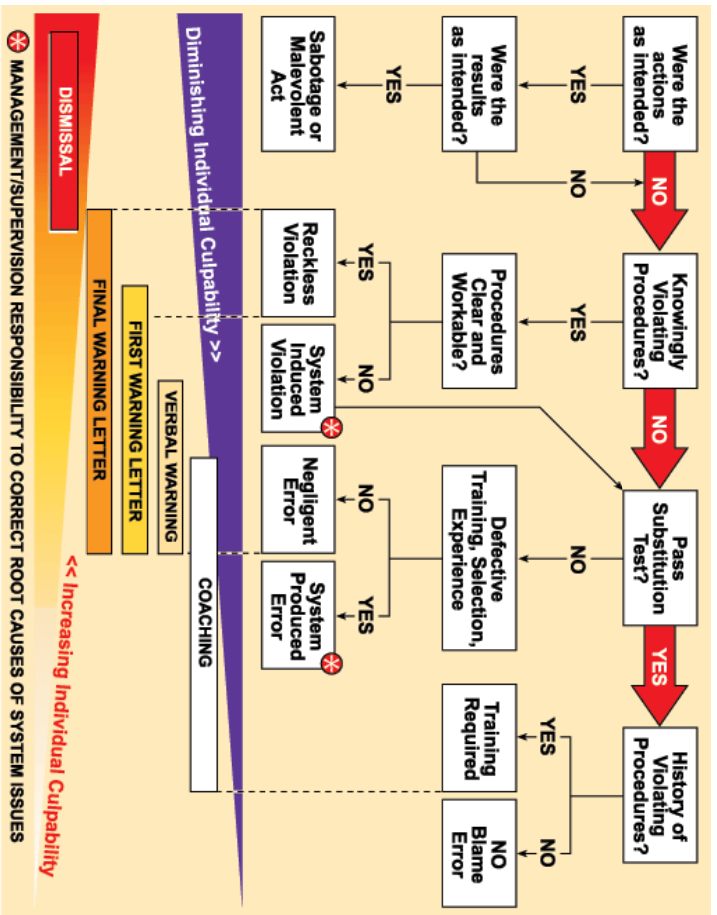 Were the
actions
as intended?
NO
Knowingly
Violating
Procedures?
NO
Pass
Substitution
Test?
YES
History of
Violating
Procedures?
YES
NO
YES
NO
YES
NO
Were the
results
as intended?
Procedures
Clear and
Workable?
Defective
Training, Selection,
Experience
Training
Required
NO
Blame
Error
YES
YES
NO
NO
YES
Sabotage or
Malevolent
Act
Reckless
Violation
System
Induced
Violation
*
Negligent
Error
System
Produced
Error
*
Diminishing Individual Culpability >>
COACHING
VERBAL WARNING
FIRST WARNING LETTER
FINAL WARNING LETTER
DISMISSAL
<< Increasing Individual Culpability
* MANAGEMENT/SUPERVISION RESPONSIBILITY TO CORRECT ROOT CAUSES OF SYSTEM ISSUES